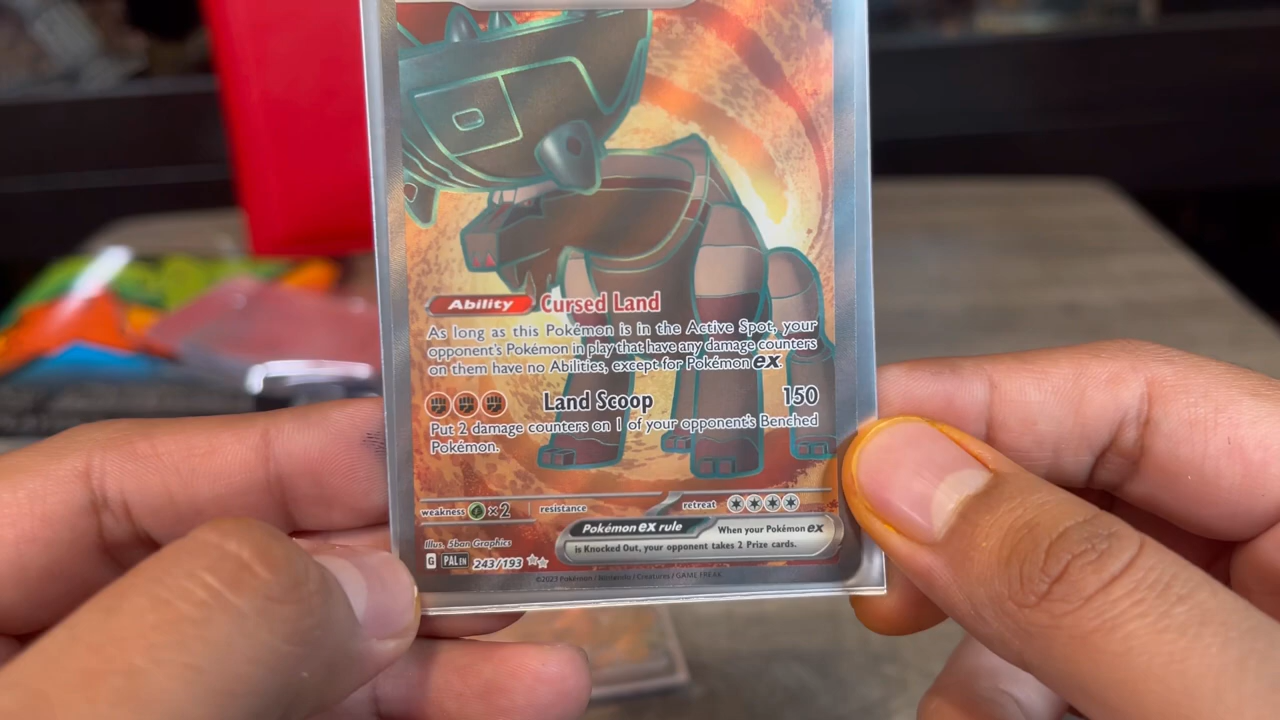 Ability Cursed Land
As long as this Pokémon is in the Active Spot, your
opponent's Pokémon in play that have any damage counters
on them have no Abilities, except for Pokémon ex.
Land Scoop 150
Put 2 damage counters on 1 of your opponent's Benched
Pokémon.
weakness ×2 resistance retreat
Pokémon ex rule When your Pokémon ex
is Knocked Out, your opponent takes 2 Prize cards.
Illus. 5ban Graphics
G PAL EN 243/193
©2023 Pokémon / Nintendo / Creatures / GAME FREAK